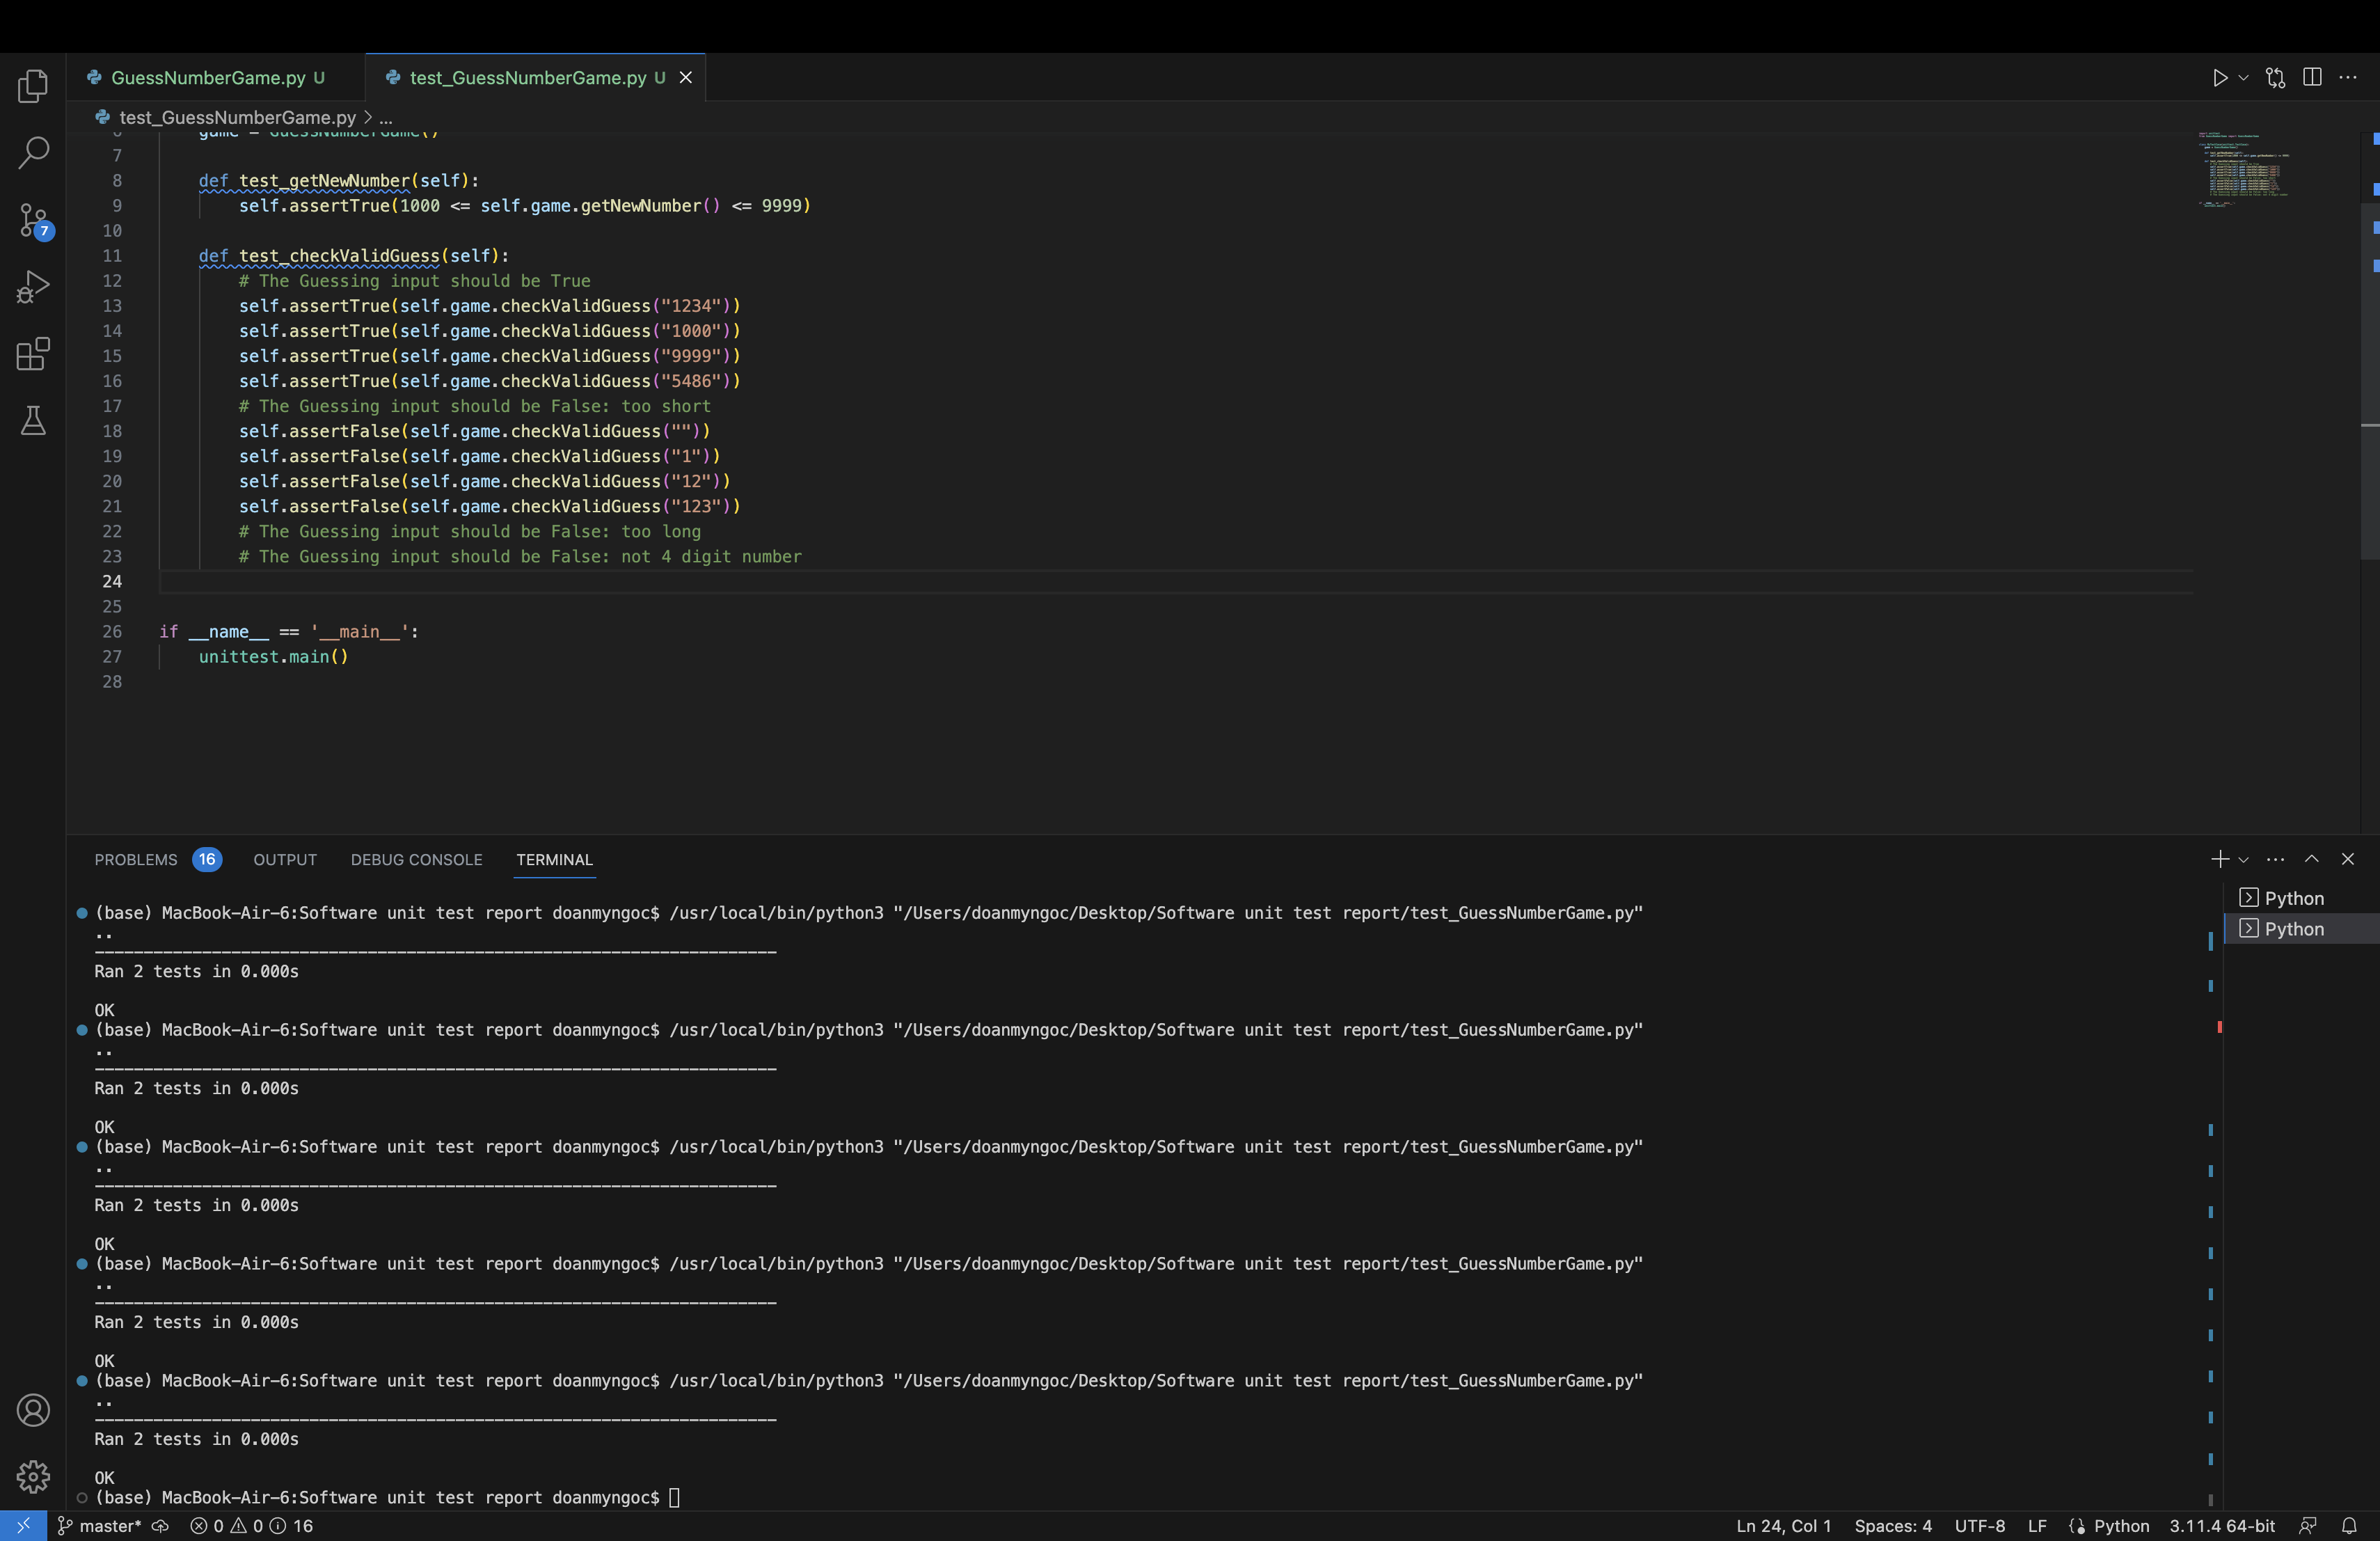 GuessNumberGame.py U
test_GuessNumberGame.py U
test_GuessNumberGame.py > ...
6 game = GuessNumberGame()
7
8 def test_getNewNumber(self):
9 self.assertTrue(1000 <= self.game.getNewNumber() <= 9999)
10
11 def test_checkValidGuess(self):
12 # The Guessing input should be True
13 self.assertTrue(self.game.checkValidGuess("1234"))
14 self.assertTrue(self.game.checkValidGuess("1000"))
15 self.assertTrue(self.game.checkValidGuess("9999"))
16 self.assertTrue(self.game.checkValidGuess("5486"))
17 # The Guessing input should be False: too short
18 self.assertFalse(self.game.checkValidGuess(""))
19 self.assertFalse(self.game.checkValidGuess("1"))
20 self.assertFalse(self.game.checkValidGuess("12"))
21 self.assertFalse(self.game.checkValidGuess("123"))
22 # The Guessing input should be False: too long
23 # The Guessing input should be False: not 4 digit number
24
25
26 if __name__ == '__main__':
27 unittest.main()
28
7
PROBLEMS 16 OUTPUT DEBUG CONSOLE TERMINAL
Python
Python
(base) MacBook-Air-6:Software unit test report doanmyngoc$ /usr/local/bin/python3 "/Users/doanmyngoc/Desktop/Software unit test report/test_GuessNumberGame.py"
..
----------------------------------------------------------------------
Ran 2 tests in 0.000s
OK
(base) MacBook-Air-6:Software unit test report doanmyngoc$ /usr/local/bin/python3 "/Users/doanmyngoc/Desktop/Software unit test report/test_GuessNumberGame.py"
..
----------------------------------------------------------------------
Ran 2 tests in 0.000s
OK
(base) MacBook-Air-6:Software unit test report doanmyngoc$ /usr/local/bin/python3 "/Users/doanmyngoc/Desktop/Software unit test report/test_GuessNumberGame.py"
..
----------------------------------------------------------------------
Ran 2 tests in 0.000s
OK
(base) MacBook-Air-6:Software unit test report doanmyngoc$ /usr/local/bin/python3 "/Users/doanmyngoc/Desktop/Software unit test report/test_GuessNumberGame.py"
..
----------------------------------------------------------------------
Ran 2 tests in 0.000s
OK
(base) MacBook-Air-6:Software unit test report doanmyngoc$ /usr/local/bin/python3 "/Users/doanmyngoc/Desktop/Software unit test report/test_GuessNumberGame.py"
..
----------------------------------------------------------------------
Ran 2 tests in 0.000s
OK
(base) MacBook-Air-6:Software unit test report doanmyngoc$
master* 0 0 16 Ln 24, Col 1 Spaces: 4 UTF-8 LF Python 3.11.4 64-bit